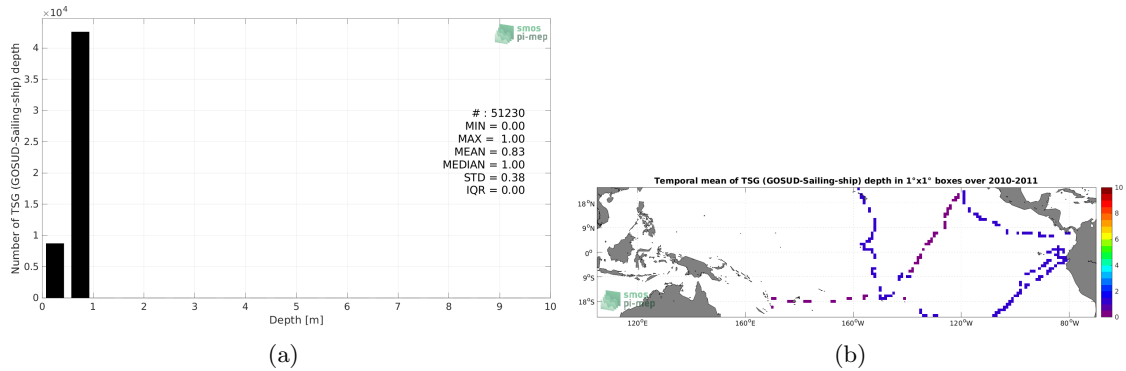 ×10⁴
4
3.5
3
2.5
2
1.5
1
0.5
0
Number of TSG (GOSUD-Sailing-ship) depth
smos
pi-mep
# : 51230
MIN = 0.00
MAX = 1.00
MEAN = 0.83
MEDIAN = 1.00
STD = 0.38
IQR = 0.00
0 1 2 3 4 5 6 7 8 9 10
Depth [m]
(a)
Temporal mean of TSG (GOSUD-Sailing-ship) depth in 1°x1° boxes over 2010-2011
18°N
9°N
0°
9°S
18°S
smos
pi-mep
120°E 160°E 160°W 120°W 80°W
10
8
6
4
2
0
(b)